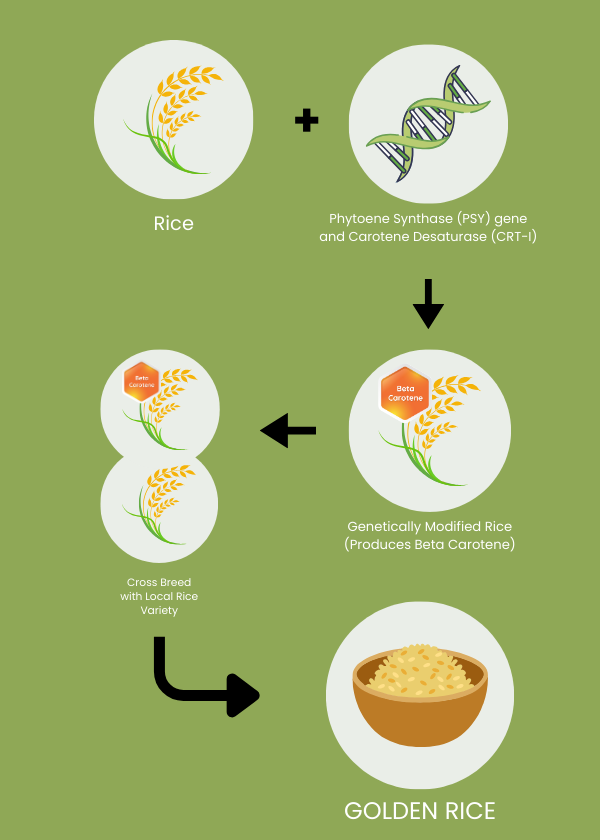 Rice
Phytoene Synthase (PSY) gene
and Carotene Desaturase (CRT-I)
Beta
Carotene
Genetically Modified Rice
(Produces Beta Carotene)
Beta
Carotene
Cross Breed
with Local Rice
Variety
GOLDEN RICE